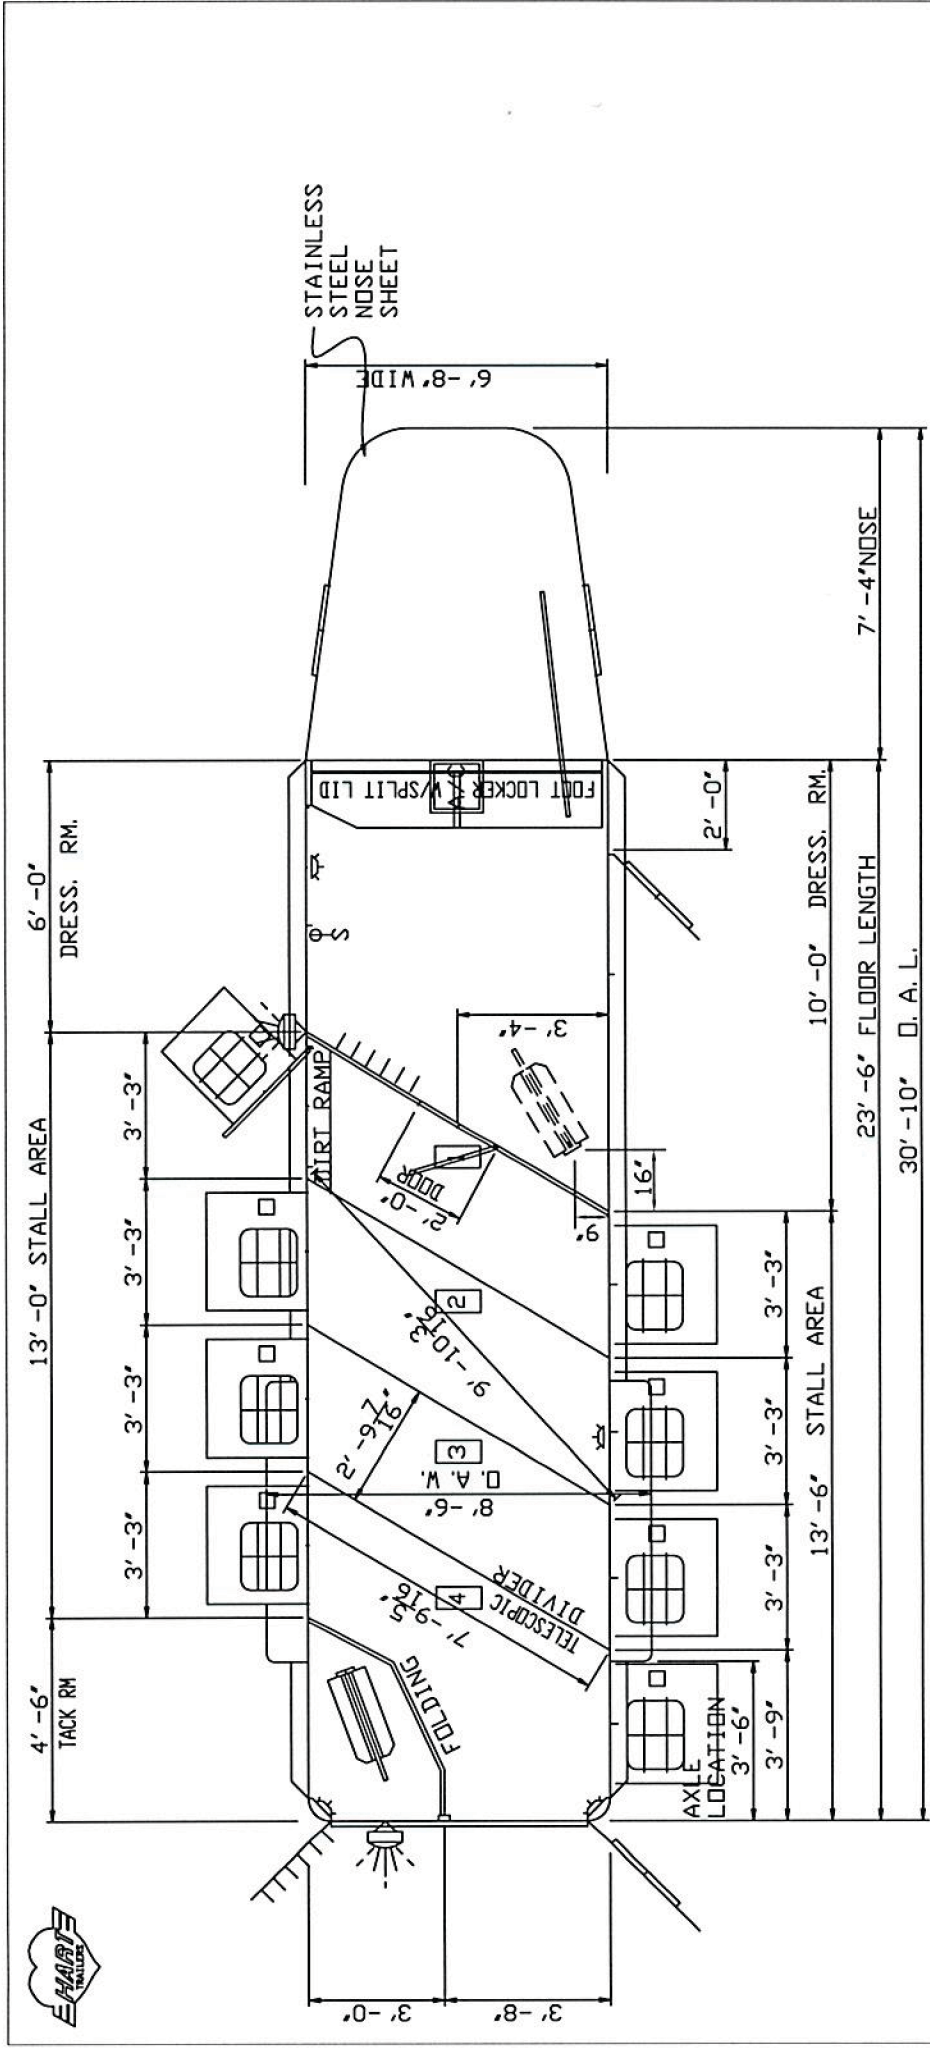 HART
TRAILERS
4'-6"
TACK RM
13'-0" STALL AREA
6'-0"
DRESS. RM.
3'-3"
3'-3"
3'-3"
3'-3"
STAINLESS
STEEL
NOSE
SHEET
6'-8" WIDE
DIRT RAMP
FOOT LOCKER W/SPLIT LID
A/C
S
DOOR
2'-0"
3'-4"
9"
16"
2'-0"
1
2
9'-10 3/16"
2'-9 7/16"
3
O.A.W.
8'-6"
4
7'-9 5/16"
TELESCOPIC
DIVIDER
FOLDING
3'-0"
3'-8"
AXLE
LOCATION
3'-6"
3'-9"
3'-3"
3'-3"
3'-3"
13'-6" STALL AREA
10'-0" DRESS. RM.
23'-6" FLOOR LENGTH
7'-4"NOSE
30'-10" O. A. L.